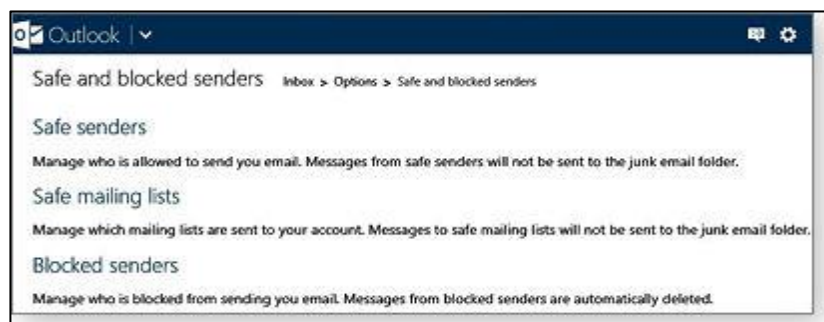 Outlook
Safe and blocked senders Inbox > Options > Safe and blocked senders
Safe senders
Manage who is allowed to send you email. Messages from safe senders will not be sent to the junk email folder.
Safe mailing lists
Manage which mailing lists are sent to your account. Messages to safe mailing lists will not be sent to the junk email folder.
Blocked senders
Manage who is blocked from sending you email. Messages from blocked senders are automatically deleted.